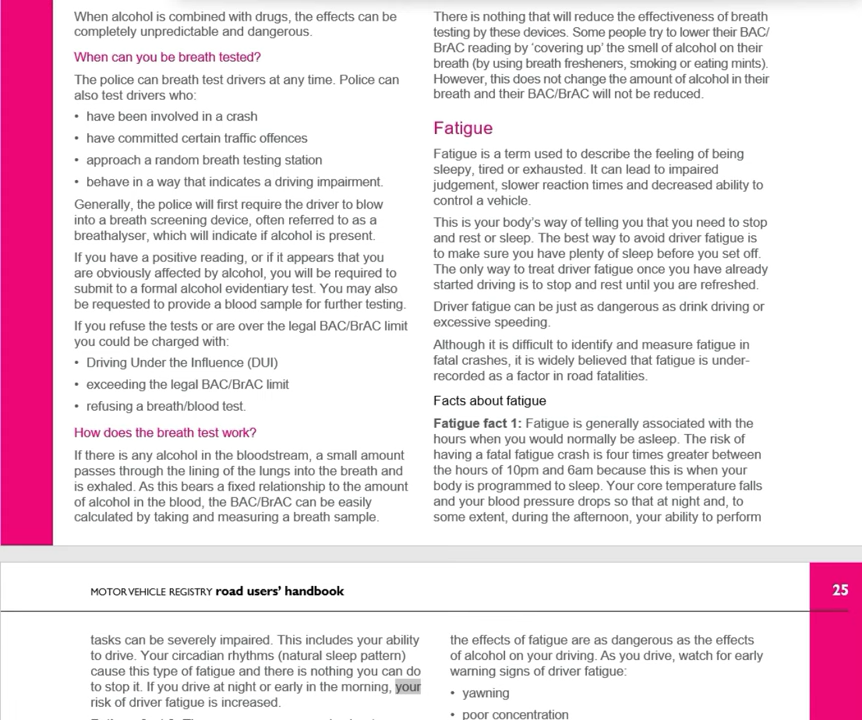 When alcohol is combined with drugs, the effects can be
completely unpredictable and dangerous.
When can you be breath tested?
The police can breath test drivers at any time. Police can
also test drivers who:
• have been involved in a crash
• have committed certain traffic offences
• approach a random breath testing station
• behave in a way that indicates a driving impairment.
Generally, the police will first require the driver to blow
into a breath screening device, often referred to as a
breathalyser, which will indicate if alcohol is present.
If you have a positive reading, or if it appears that you
are obviously affected by alcohol, you will be required to
submit to a formal alcohol evidentiary test. You may also
be requested to provide a blood sample for further testing.
If you refuse the tests or are over the legal BAC/BrAC limit
you could be charged with:
• Driving Under the Influence (DUI)
• exceeding the legal BAC/BrAC limit
• refusing a breath/blood test.
How does the breath test work?
If there is any alcohol in the bloodstream, a small amount
passes through the lining of the lungs into the breath and
is exhaled. As this bears a fixed relationship to the amount
of alcohol in the blood, the BAC/BrAC can be easily
calculated by taking and measuring a breath sample.
There is nothing that will reduce the effectiveness of breath
testing by these devices. Some people try to lower their BAC/
BrAC reading by ‘covering up’ the smell of alcohol on their
breath (by using breath fresheners, smoking or eating mints).
However, this does not change the amount of alcohol in their
breath and their BAC/BrAC will not be reduced.
Fatigue
Fatigue is a term used to describe the feeling of being
sleepy, tired or exhausted. It can lead to impaired
judgement, slower reaction times and decreased ability to
control a vehicle.
This is your body’s way of telling you that you need to stop
and rest or sleep. The best way to avoid driver fatigue is
to make sure you have plenty of sleep before you set off.
The only way to treat driver fatigue once you have already
started driving is to stop and rest until you are refreshed.
Driver fatigue can be just as dangerous as drink driving or
excessive speeding.
Although it is difficult to identify and measure fatigue in
fatal crashes, it is widely believed that fatigue is under-
recorded as a factor in road fatalities.
Facts about fatigue
Fatigue fact 1: Fatigue is generally associated with the
hours when you would normally be asleep. The risk of
having a fatal fatigue crash is four times greater between
the hours of 10pm and 6am because this is when your
body is programmed to sleep. Your core temperature falls
and your blood pressure drops so that at night and, to
some extent, during the afternoon, your ability to perform
MOTOR VEHICLE REGISTRY road users’ handbook
25
tasks can be severely impaired. This includes your ability
to drive. Your circadian rhythms (natural sleep pattern)
cause this type of fatigue and there is nothing you can do
to stop it. If you drive at night or early in the morning, your
risk of driver fatigue is increased.
the effects of fatigue are as dangerous as the effects
of alcohol on your driving. As you drive, watch for early
warning signs of driver fatigue:
• yawning
• poor concentration